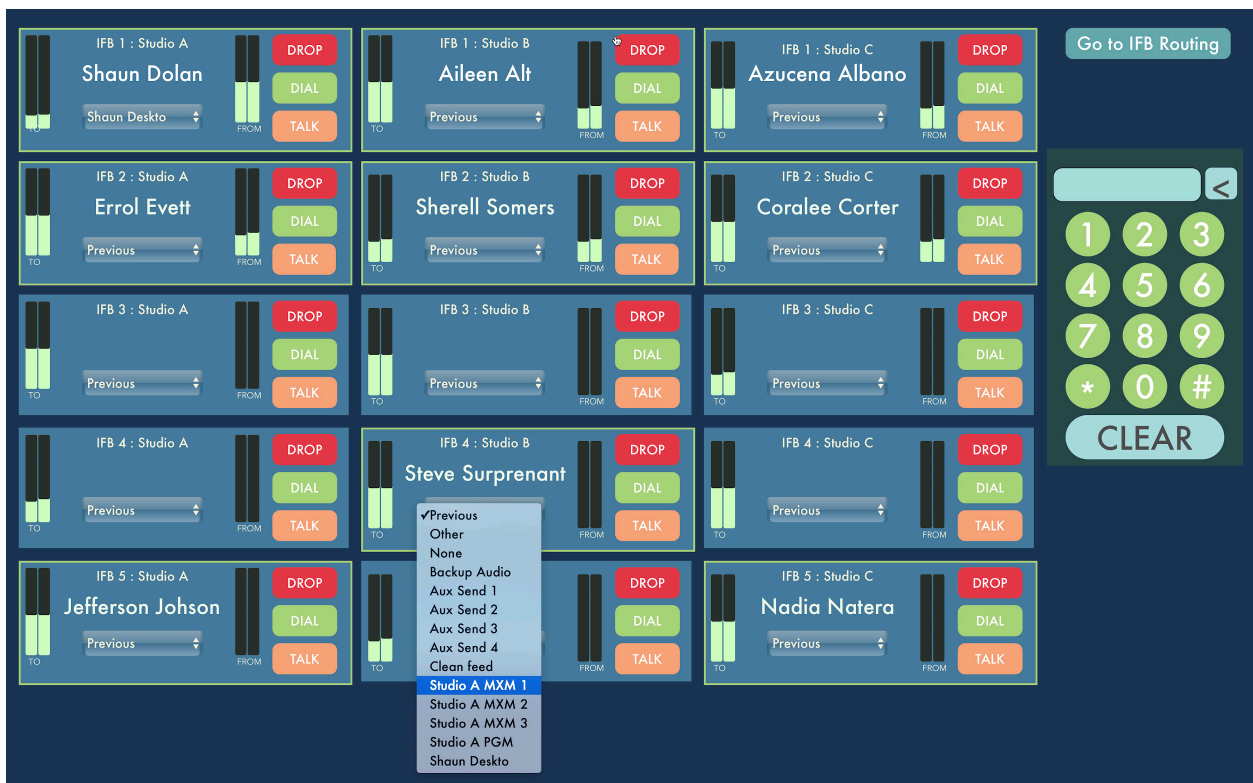 IFB 1 : Studio A
Shaun Dolan
Shaun Deskto
TO
FROM
DROP
DIAL
TALK
IFB 1 : Studio B
Aileen Alt
Previous
TO
FROM
DROP
DIAL
TALK
IFB 1 : Studio C
Azucena Albano
Previous
TO
FROM
DROP
DIAL
TALK
Go to IFB Routing
IFB 2 : Studio A
Errol Evett
Previous
TO
FROM
DROP
DIAL
TALK
IFB 2 : Studio B
Sherell Somers
Previous
TO
FROM
DROP
DIAL
TALK
IFB 2 : Studio C
Coralee Corter
Previous
TO
FROM
DROP
DIAL
TALK
<
1 2 3
4 5 6
7 8 9
* 0 #
CLEAR
IFB 3 : Studio A
Previous
TO
FROM
DROP
DIAL
TALK
IFB 3 : Studio B
Previous
TO
FROM
DROP
DIAL
TALK
IFB 3 : Studio C
Previous
TO
FROM
DROP
DIAL
TALK
IFB 4 : Studio A
Previous
TO
FROM
DROP
DIAL
TALK
IFB 4 : Studio B
Steve Surprenant
TO
FROM
DROP
DIAL
TALK
✓Previous
Other
None
Backup Audio
Aux Send 1
Aux Send 2
Aux Send 3
Aux Send 4
Clean feed
Studio A MXM 1
Studio A MXM 2
Studio A MXM 3
Studio A PGM
Shaun Deskto
IFB 4 : Studio C
Previous
TO
FROM
DROP
DIAL
TALK
IFB 5 : Studio A
Jefferson Johson
Previous
TO
FROM
DROP
DIAL
TALK
TO
FROM
DROP
DIAL
TALK
IFB 5 : Studio C
Nadia Natera
Previous
TO
FROM
DROP
DIAL
TALK